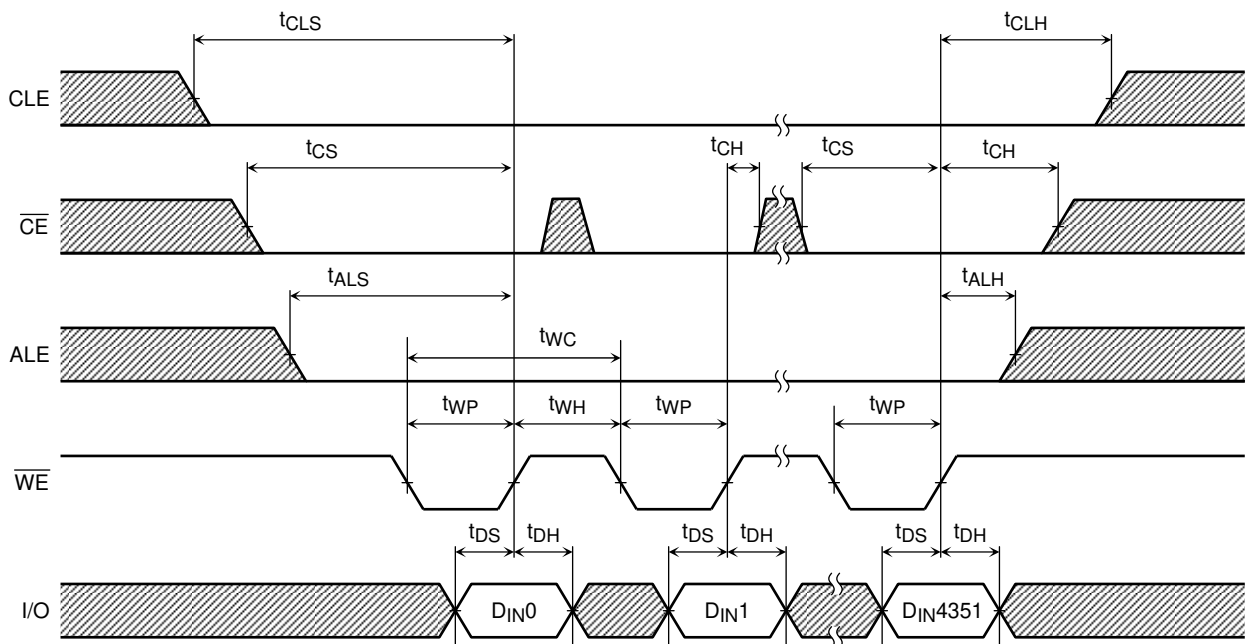 tCLS tCLH
CLE
tCS tCH tCS tCH
CE
tALS tALH
ALE
tWC
tWP tWH tWP tWP
WE
tDS tDH tDS tDH tDS tDH
I/O DIN0 DIN1 DIN4351